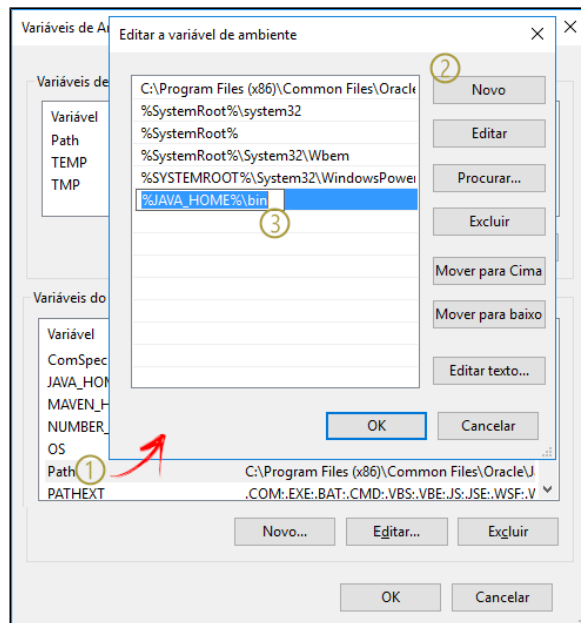 Variáveis de A
Editar a variável de ambiente
Variáveis de
Variável
Path
TEMP
TMP
C:\Program Files (x86)\Common Files\Oracle
%SystemRoot%\system32
%SystemRoot%
%SystemRoot%\System32\Wbem
%SYSTEMROOT%\System32\WindowsPower
%JAVA_HOME%\bin
2
3
Novo
Editar
Procurar...
Excluir
Mover para Cima
Mover para baixo
Editar texto...
OK
Cancelar
Variáveis do
Variável
ComSpec
JAVA_HOM
MAVEN_H
NUMBER_
OS
1
Path C:\Program Files (x86)\Common Files\Oracle\J
PATHEXT .COM;.EXE;.BAT;.CMD;.VBS;.VBE;.JS;.JSE;.WSF;.W
Novo...
Editar...
Excluir
OK
Cancelar